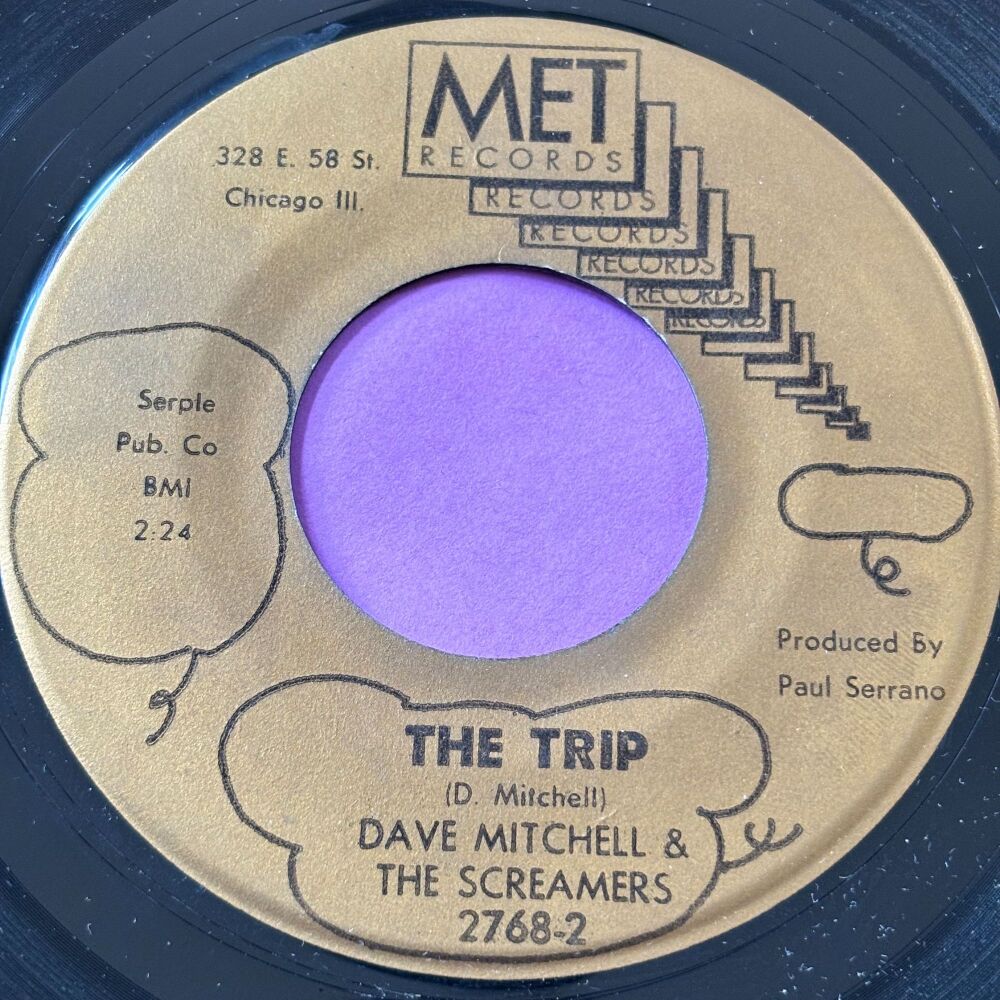 MET
RECORDS
RECORDS
RECORDS
RECORDS
RECORDS
RECORDS
328 E. 58 St.
Chicago Ill.
Serple
Pub. Co
BMI
2:24
Produced By
Paul Serrano
THE TRIP
(D. Mitchell)
DAVE MITCHELL &
THE SCREAMERS
2768-2